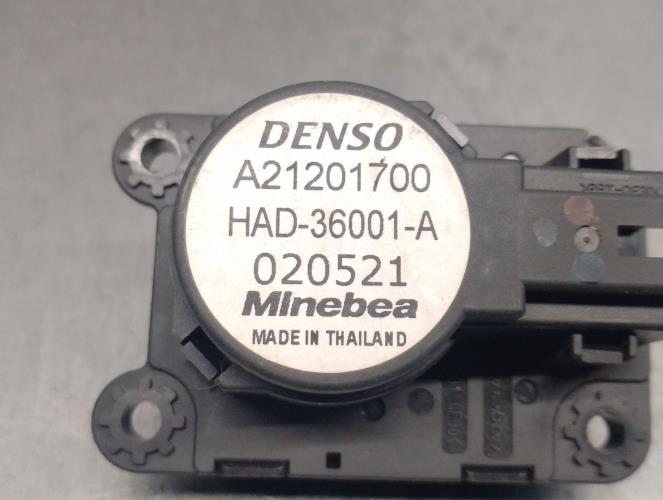 DENSO
A21201700
HAD-36001-A
020521
Minebea
MADE IN THAILAND